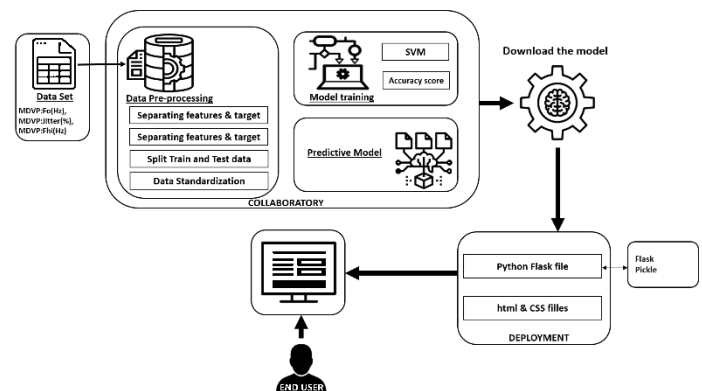 Data Set
MDVP:Fo(Hz),
MDVP:Jitter(%),
MDVP:Fhi(Hz)
Data Pre-processing
Separating features & target
Separating features & target
Split Train and Test data
Data Standardization
SVM
Accuracy score
Model training
Predictive Model
COLLABORATORY
Download the model
Python Flask file
html & CSS filles
DEPLOYMENT
Flask
Pickle
END USER